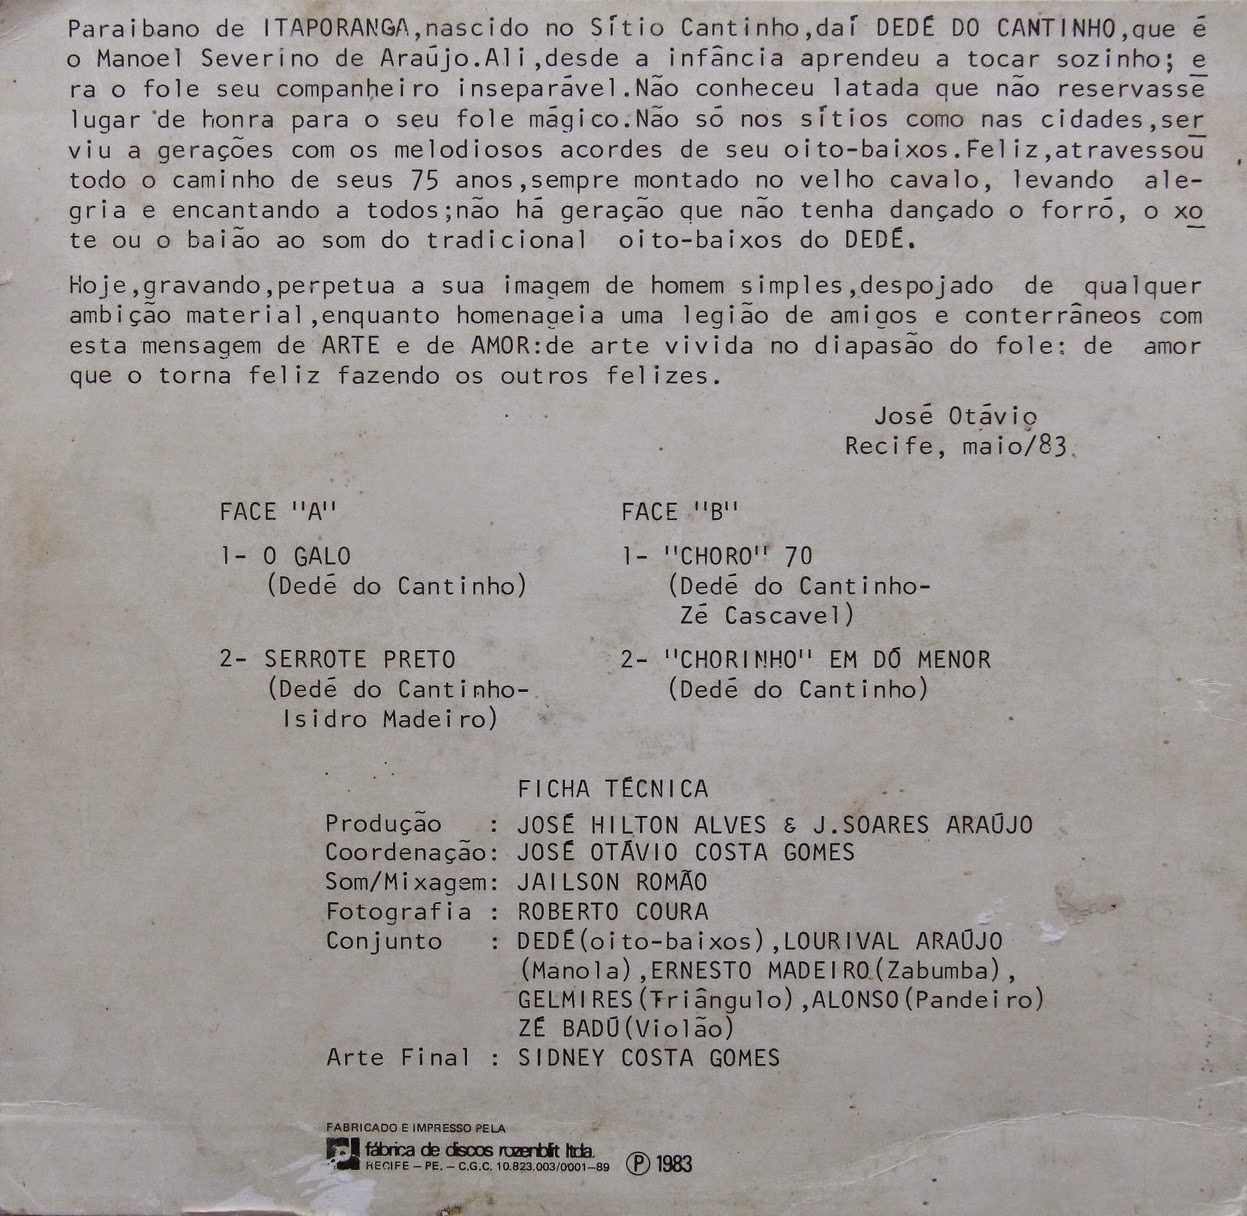 Paraibano de ITAPORANGA,nascido no Sítio Cantinho,daí DEDÉ DO CANTINHO,que é
o Manoel Severino de Araújo.Ali,desde a infância aprendeu a tocar sozinho; e
ra o fole seu companheiro inseparável.Não conheceu latada que não reservasse
lugar de honra para o seu fole mágico.Não só nos sítios como nas cidades,ser
viu a gerações com os melodiosos acordes de seu oito-baixos.Feliz,atravessou
todo o caminho de seus 75 anos,sempre montado no velho cavalo, levando ale-
gria e encantando a todos;não há geração que não tenha dançado o forró, o xo
te ou o baião ao som do tradicional oito-baixos do DEDÉ.
Hoje,gravando,perpetua a sua imagem de homem simples,despojado de qualquer
ambição material,enquanto homenageia uma legião de amigos e conterrâneos com
esta mensagem de ARTE e de AMOR:de arte vivida no diapasão do fole; de amor
que o torna feliz fazendo os outros felizes.
José Otávio
Recife, maio/83.
FACE "A"
1- O GALO
(Dedé do Cantinho)
2- SERROTE PRETO
(Dedé do Cantinho-
Isidro Madeiro)
FACE "B"
1- "CHORO" 70
(Dedé do Cantinho-
Zé Cascavel)
2- "CHORINHO" EM DÓ MENOR
(Dedé do Cantinho)
FICHA TÉCNICA
Produção : JOSÉ HILTON ALVES & J.SOARES ARAÚJO
Coordenação: JOSÉ OTÁVIO COSTA GOMES
Som/Mixagem: JAILSON ROMÃO
Fotografia : ROBERTO COURA
Conjunto : DEDÉ(oito-baixos),LOURIVAL ARAÚJO
(Manola),ERNESTO MADEIRO(Zabumba),
GELMIRES(Triângulo),ALONSO(Pandeiro)
ZÉ BADÚ(Violão)
Arte Final : SIDNEY COSTA GOMES
FABRICADO E IMPRESSO PELA
fábrica de discos rozenblit ltda.
RECIFE – PE. – C.G.C. 10.823.003/0001-89 Ⓟ 1983